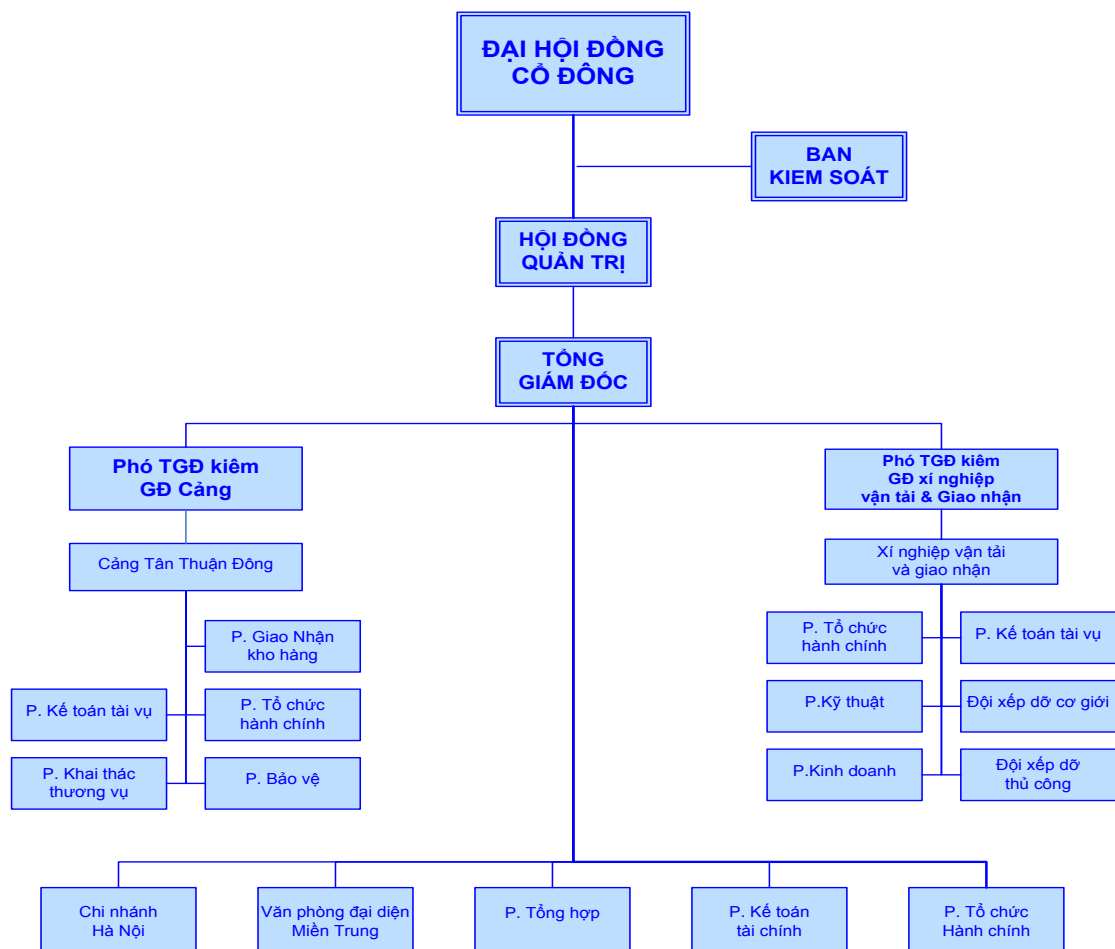 ĐẠI HỘI ĐỒNG
CỔ ĐÔNG
BAN
KIEM SOÁT
HỘI ĐỒNG
QUẢN TRỊ
TỔNG
GIÁM ĐỐC
Phó TGĐ kiêm
GĐ Cảng
Phó TGĐ kiêm
GĐ xí nghiệp
vận tải & Giao nhận
Cảng Tân Thuận Đông
Xí nghiệp vận tải
và giao nhận
P. Giao Nhận
kho hàng
P. Kế toán tài vụ
P. Tổ chức
hành chính
P. Khai thác
thương vụ
P. Bảo vệ
P. Tổ chức
hành chính
P. Kế toán tài vụ
P.Kỹ thuật
Đội xếp dỡ cơ giới
P.Kinh doanh
Đội xếp dỡ
thủ công
Chi nhánh
Hà Nội
Văn phòng đại diện
Miền Trung
P. Tổng hợp
P. Kế toán
tài chính
P. Tổ chức
Hành chính